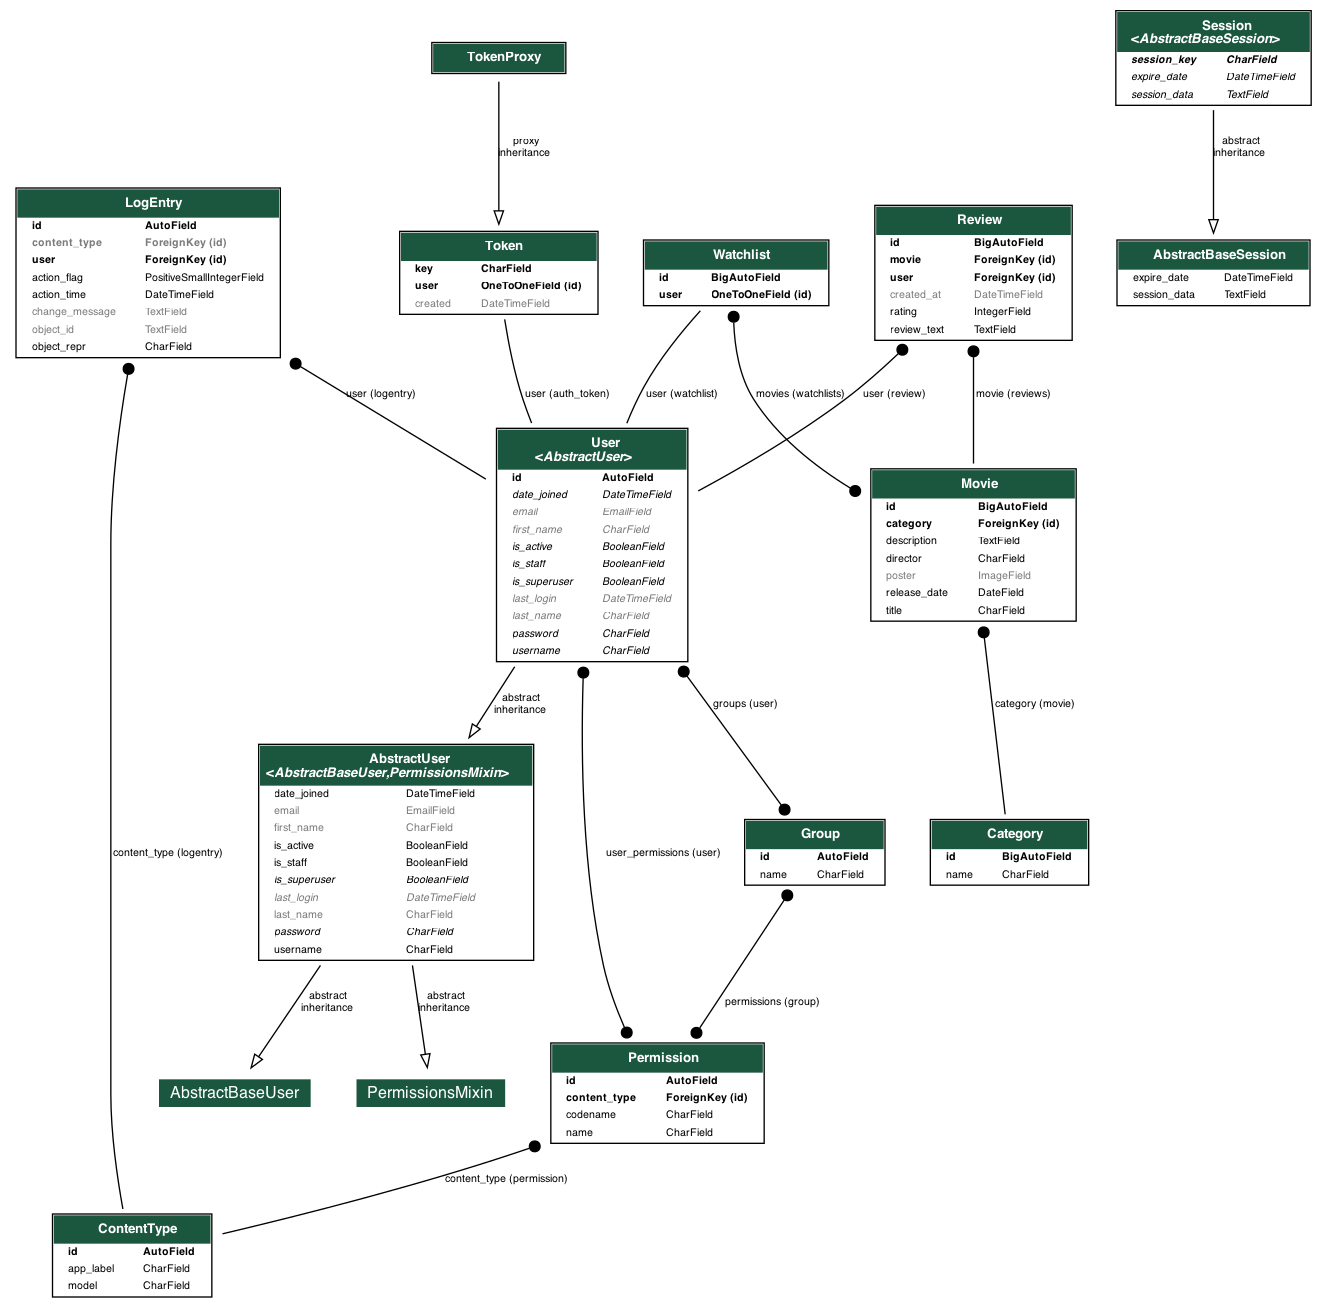 Session
<AbstractBaseSession>
session_key CharField
expire_date DateTimeField
session_data TextField
TokenProxy
proxy
inheritance
abstract
inheritance
LogEntry
id AutoField
content_type ForeignKey (id)
user ForeignKey (id)
action_flag PositiveSmallIntegerField
action_time DateTimeField
change_message TextField
object_id TextField
object_repr CharField
Token
key CharField
user OneToOneField (id)
created DateTimeField
Watchlist
id BigAutoField
user OneToOneField (id)
Review
id BigAutoField
movie ForeignKey (id)
user ForeignKey (id)
created_at DateTimeField
rating IntegerField
review_text TextField
AbstractBaseSession
expire_date DateTimeField
session_data TextField
user (logentry)
user (auth_token)
user (watchlist)
movies (watchlists)
user (review)
movie (reviews)
User
<AbstractUser>
id AutoField
date_joined DateTimeField
email EmailField
first_name CharField
is_active BooleanField
is_staff BooleanField
is_superuser BooleanField
last_login DateTimeField
last_name CharField
password CharField
username CharField
Movie
id BigAutoField
category ForeignKey (id)
description TextField
director CharField
poster ImageField
release_date DateField
title CharField
abstract
inheritance
groups (user)
category (movie)
AbstractUser
<AbstractBaseUser,PermissionsMixin>
date_joined DateTimeField
email EmailField
first_name CharField
is_active BooleanField
is_staff BooleanField
is_superuser BooleanField
last_login DateTimeField
last_name CharField
password CharField
username CharField
content_type (logentry)
user_permissions (user)
Group
id AutoField
name CharField
Category
id BigAutoField
name CharField
abstract
inheritance
abstract
inheritance
permissions (group)
AbstractBaseUser
PermissionsMixin
Permission
id AutoField
content_type ForeignKey (id)
codename CharField
name CharField
content_type (permission)
ContentType
id AutoField
app_label CharField
model CharField